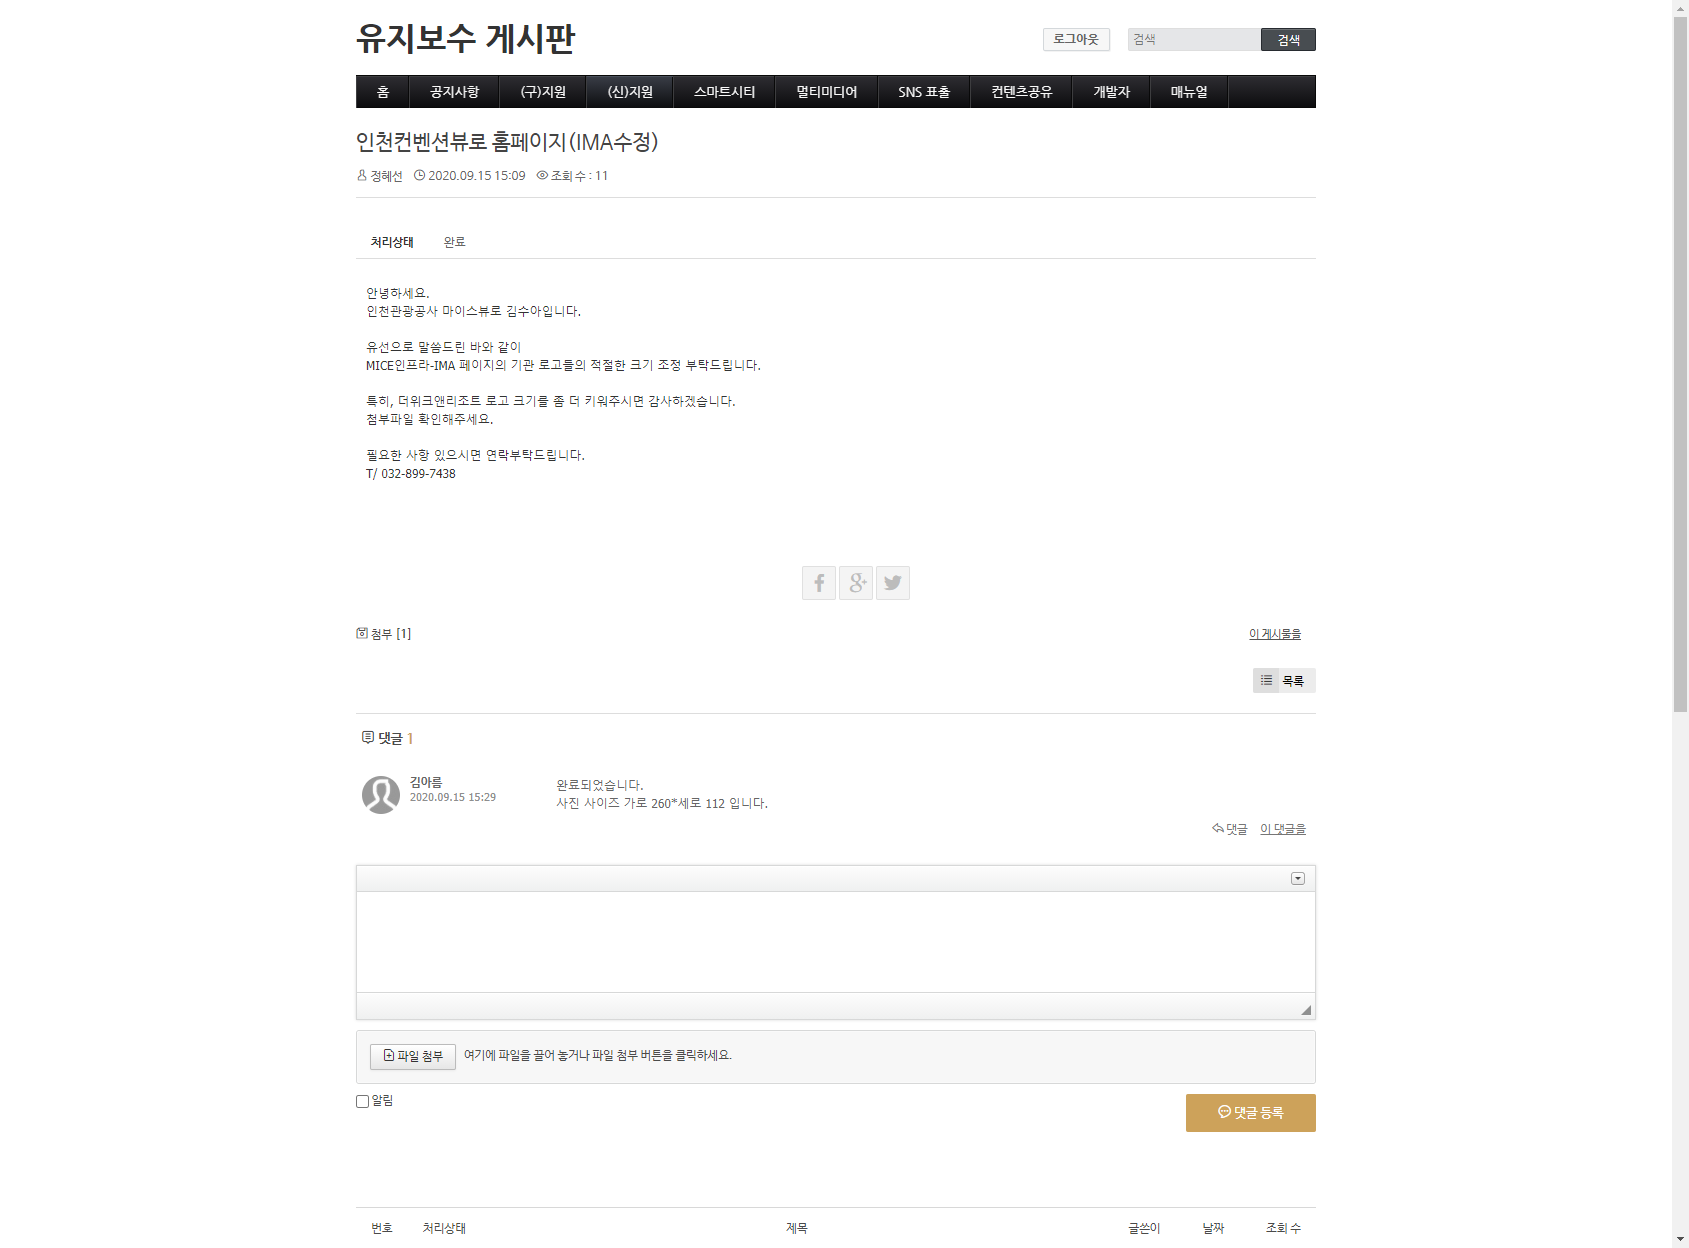 유지보수 게시판
로그아웃 검색 검색
홈 공지사항 (구)지원 (신)지원 스마트시티 멀티미디어 SNS 표출 컨텐츠공유 개발자 매뉴얼
인천컨벤션뷰로 홈페이지(IMA수정)
정혜선 2020.09.15 15:09 조회 수 : 11
처리상태 완료
안녕하세요.
인천관광공사 마이스뷰로 김수아입니다.
유선으로 말씀드린 바와 같이
MICE인프라-IMA 페이지의 기관 로고들의 적절한 크기 조정 부탁드립니다.
특히, 더위크앤리조트 로고 크기를 좀 더 키워주시면 감사하겠습니다.
첨부파일 확인해주세요.
필요한 사항 있으시면 연락부탁드립니다.
T/ 032-899-7438
첨부 [1] 이 게시물을
목록
댓글 1
김아름
2020.09.15 15:29
완료되었습니다.
사진 사이즈 가로 260*세로 112 입니다.
댓글 이 댓글을
파일 첨부 여기에 파일을 끌어 놓거나 파일 첨부 버튼을 클릭하세요.
알림
댓글 등록
번호 처리상태 제목 글쓴이 날짜 조회 수